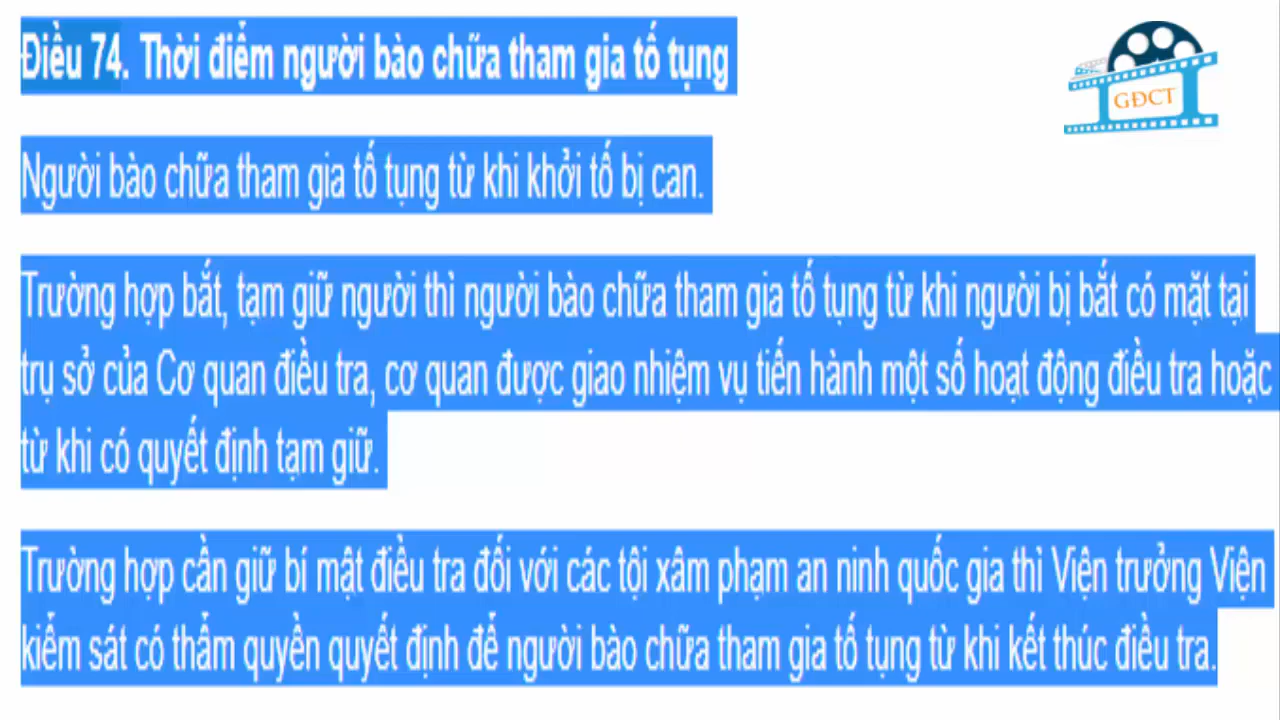 Điều 74. Thời điểm người bào chữa tham gia tố tụng
GĐCT
Người bào chữa tham gia tố tụng từ khi khởi tố bị can.
Trường hợp bắt, tạm giữ người thì người bào chữa tham gia tố tụng từ khi người bị bắt có mặt tại
trụ sở của Cơ quan điều tra, cơ quan được giao nhiệm vụ tiến hành một số hoạt động điều tra hoặc
từ khi có quyết định tạm giữ.
Trường hợp cần giữ bí mật điều tra đối với các tội xâm phạm an ninh quốc gia thì Viện trưởng Viện
kiểm sát có thẩm quyền quyết định để người bào chữa tham gia tố tụng từ khi kết thúc điều tra.